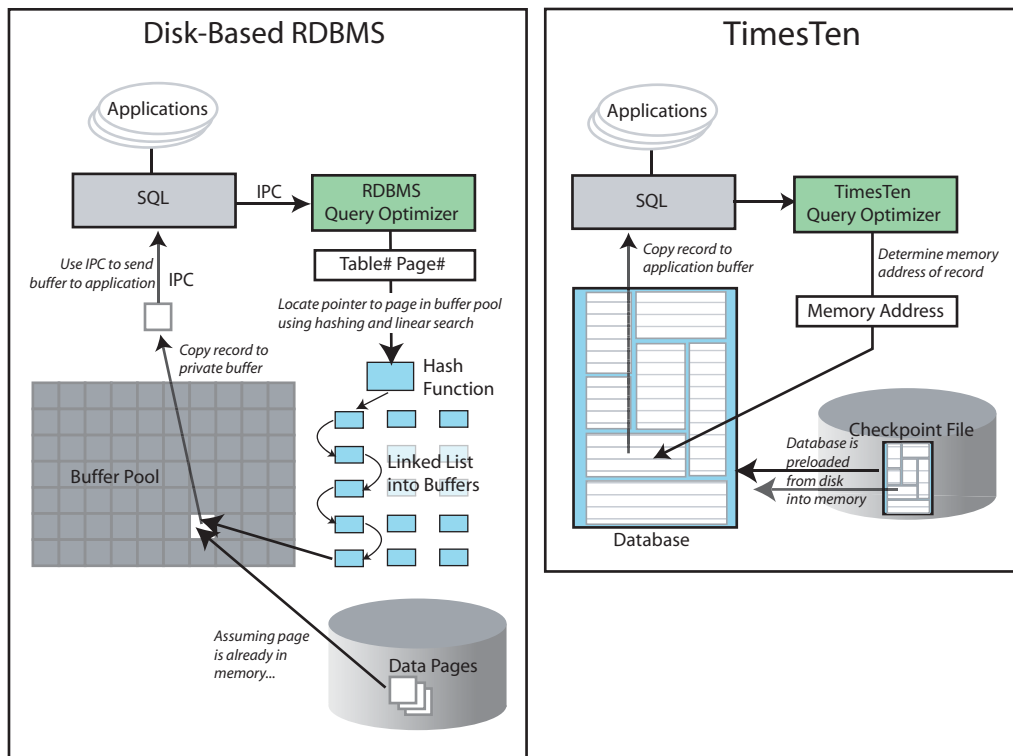 Disk-Based RDBMS
Applications
SQL
IPC
RDBMS
Query Optimizer
Table# Page#
Use IPC to send
buffer to application
IPC
Locate pointer to page in buffer pool
using hashing and linear search
Copy record to
private buffer
Hash
Function
Buffer Pool
Linked List
into Buffers
Assuming page
is already in
memory...
Data Pages
TimesTen
Applications
SQL
TimesTen
Query Optimizer
Copy record to
application buffer
Determine memory
address of record
Memory Address
Checkpoint File
Database is
preloaded
from disk
into memory
Database